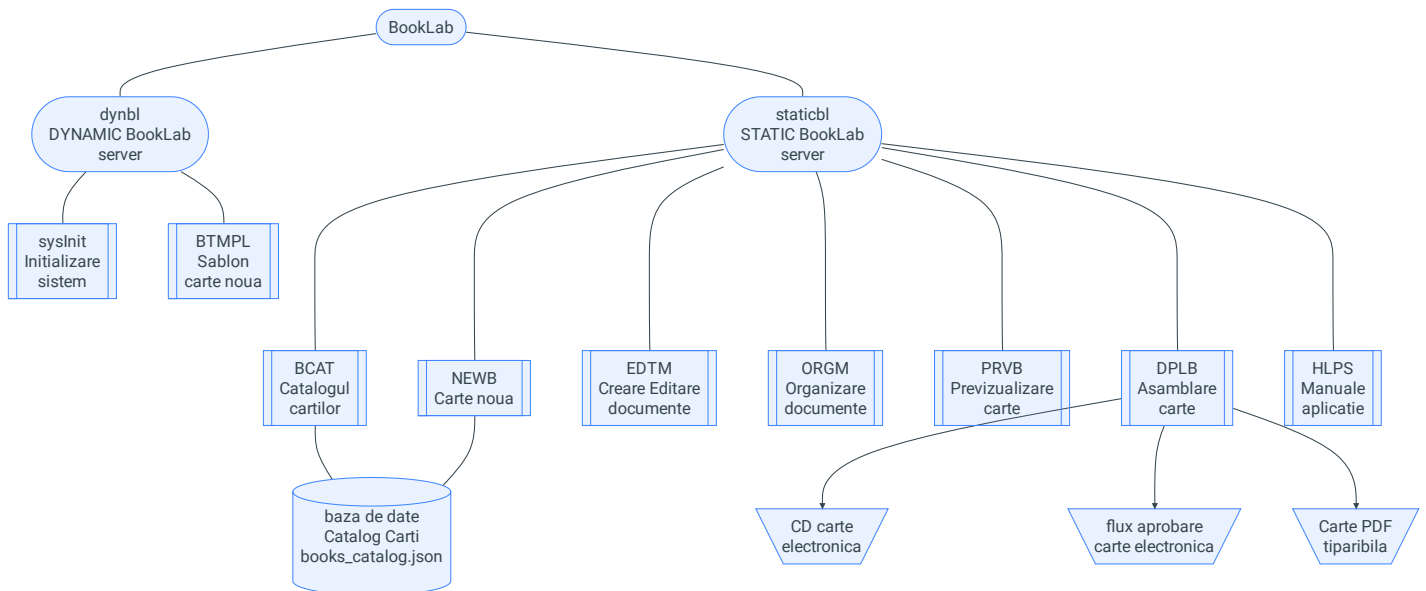 BookLab
dynbl
DYNAMIC BookLab
server
staticbl
STATIC BookLab
server
sysInit
Initializare
sistem
BTMPL
Sablon
carte noua
BCAT
Catalogul
cartilor
NEWB
Carte noua
EDTM
Creare Editare
documente
ORGM
Organizare
documente
PRVB
Previzualizare
carte
DPLB
Asamblare
carte
HLPS
Manuale
aplicatie
baza de date
Catalog Carti
books_catalog.json
CD carte
electronica
flux aprobare
carte electronica
Carte PDF
tiparibila